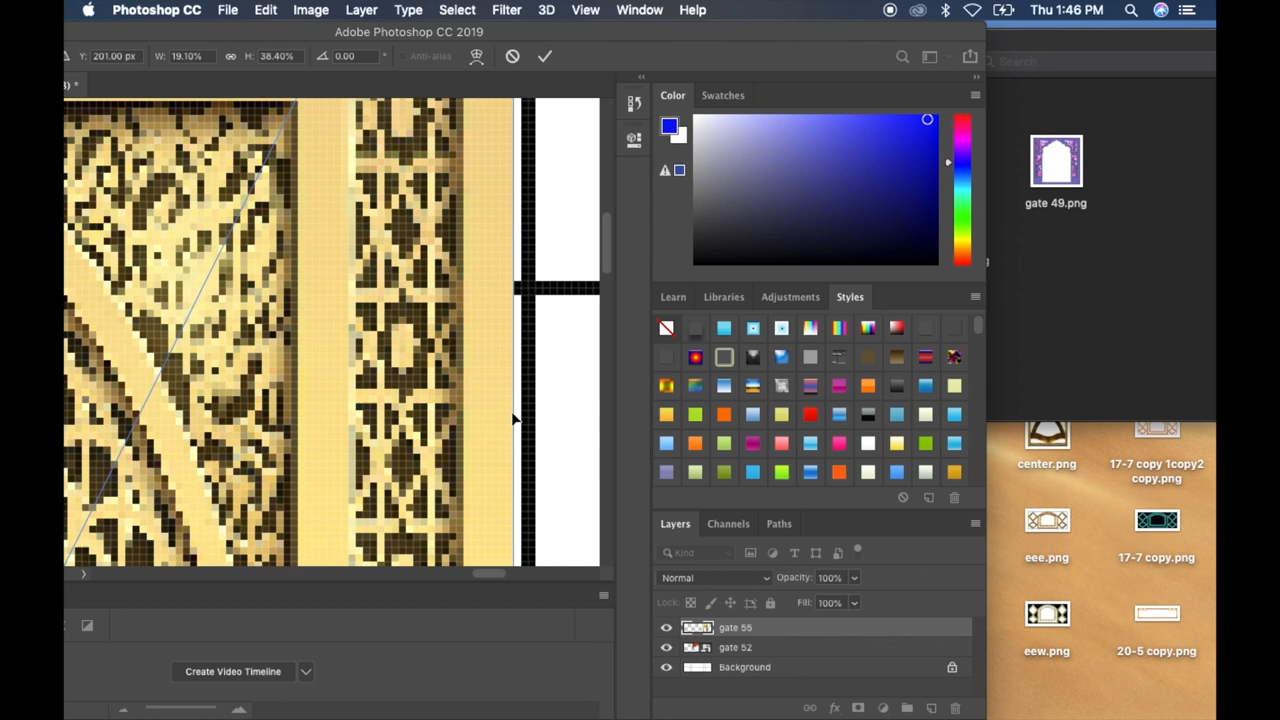 Photoshop CC File Edit Image Layer Type Select Filter 3D View Window Help Thu 1:46 PM
Adobe Photoshop CC 2019
Y: 201.00 px W: 19.10% H: 38.40% 0.00 ° Anti-alias
Search
) *
Color Swatches
gate 49.png
Learn Libraries Adjustments Styles
center.png 17-7 copy 1copy2
copy.png
Layers Channels Paths
Kind
eee.png 17-7 copy.png
Normal Opacity: 100%
Lock: Fill: 100%
gate 55
gate 52
eew.png 20-5 copy.png
Background
Create Video Timeline
fx